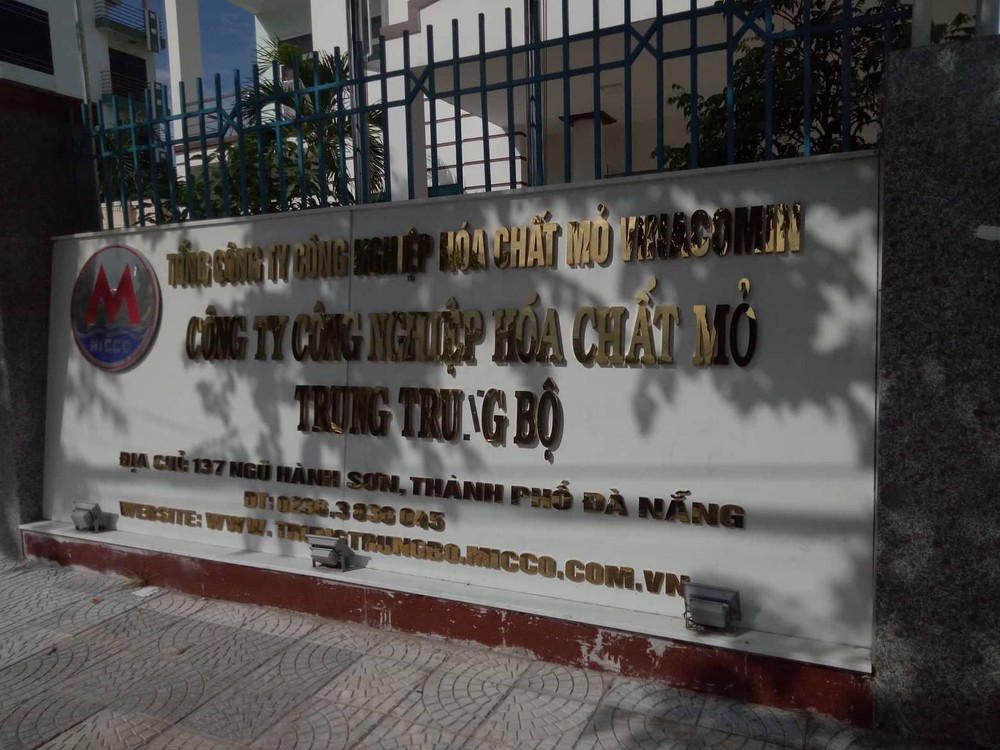 M
MICCO
TỔNG CÔNG TY CÔNG NGHIỆP HÓA CHẤT MỎ VINACOMIN
CÔNG TY CÔNG NGHIỆP HÓA CHẤT MỎ
TRUNG TRUNG BỘ
ĐỊA CHỈ: 137 NGŨ HÀNH SƠN, THÀNH PHỐ ĐÀ NẴNG
ĐT: 0236.3 836 045
WEBSITE: WWW. TRUNGTRUNGBO.MICCO.COM.VN